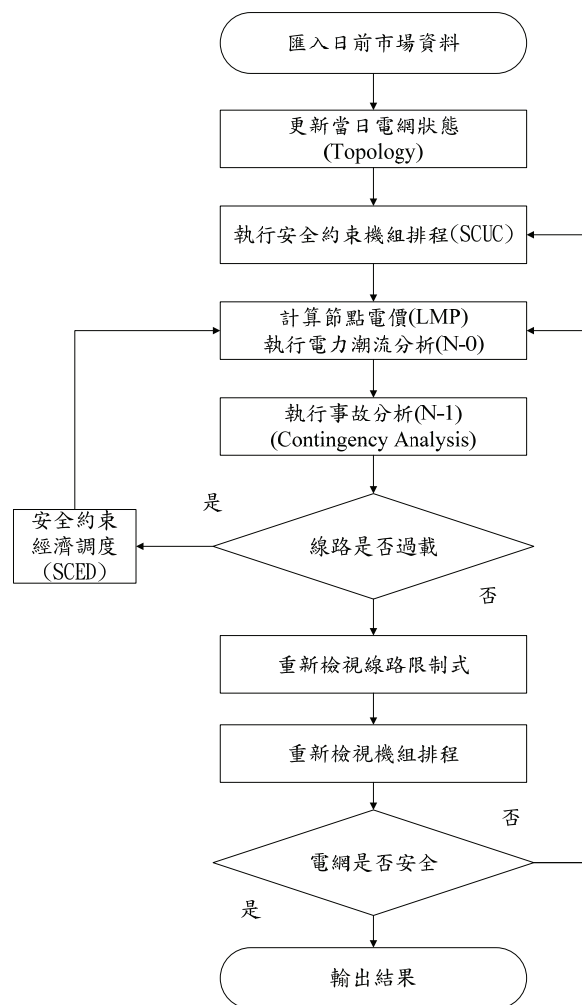 匯入日前市場資料
更新當日電網狀態
(Topology)
執行安全約束機組排程(SCUC)
計算節點電價(LMP)
執行電力潮流分析(N-0)
執行事故分析(N-1)
(Contingency Analysis)
是
安全約束
經濟調度
(SCED)
線路是否過載
否
重新檢視線路限制式
重新檢視機組排程
否
電網是否安全
是
輸出結果